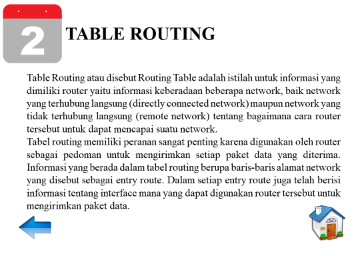 2
TABLE ROUTING
Table Routing atau disebut Routing Table adalah istilah untuk informasi yang
dimiliki router yaitu informasi keberadaan beberapa network, baik network
yang terhubung langsung (directly connected network) maupun network yang
tidak terhubung langsung (remote network) tentang bagaimana cara router
tersebut untuk dapat mencapai suatu network.
Tabel routing memiliki peranan sangat penting karena digunakan oleh router
sebagai pedoman untuk mengirimkan setiap paket data yang diterima.
Informasi yang berada dalam tabel routing berupa baris-baris alamat network
yang disebut sebagai entry route. Dalam setiap entry route juga telah berisi
informasi tentang interface mana yang dapat digunakan router tersebut untuk
mengirimkan paket data.